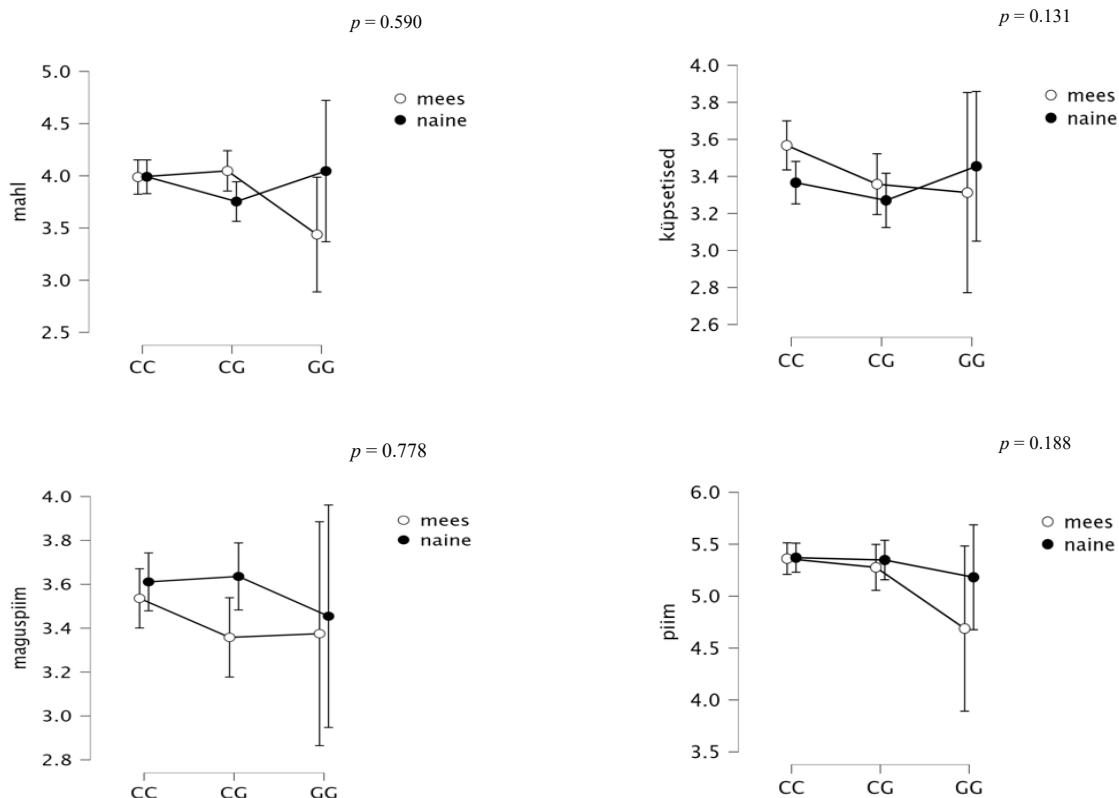 p = 0.590
5.0
4.5
4.0
3.5
3.0
2.5
mahl
mees
naine
CC CG GG
p = 0.131
4.0
3.8
3.6
3.4
3.2
3.0
2.8
2.6
küpsetised
mees
naine
CC CG GG
p = 0.778
4.0
3.8
3.6
3.4
3.2
3.0
2.8
maguspiim
mees
naine
CC CG GG
p = 0.188
6.0
5.5
5.0
4.5
4.0
3.5
piim
mees
naine
CC CG GG